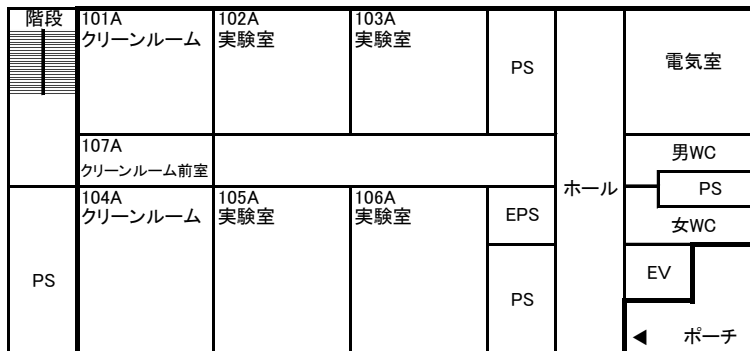 階段
101A
クリーンルーム
102A
実験室
103A
実験室
PS
電気室
107A
クリーンルーム前室
男WC
PS
ホール
女WC
104A
クリーンルーム
105A
実験室
106A
実験室
EPS
PS
EV
PS
ポーチ